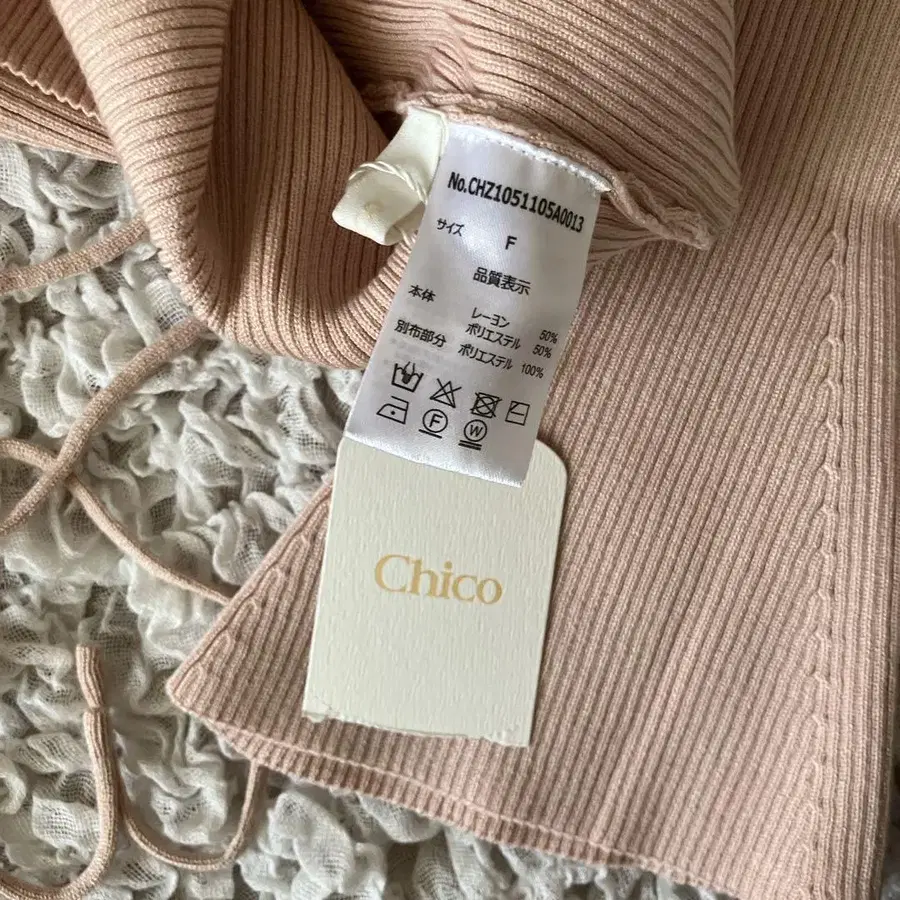 No.CHZ1051105A0013
サイズ F
品質表示
本体 レーヨン 50%
ポリエステル 50%
別布部分 ポリエステル 100%
F W
Chico